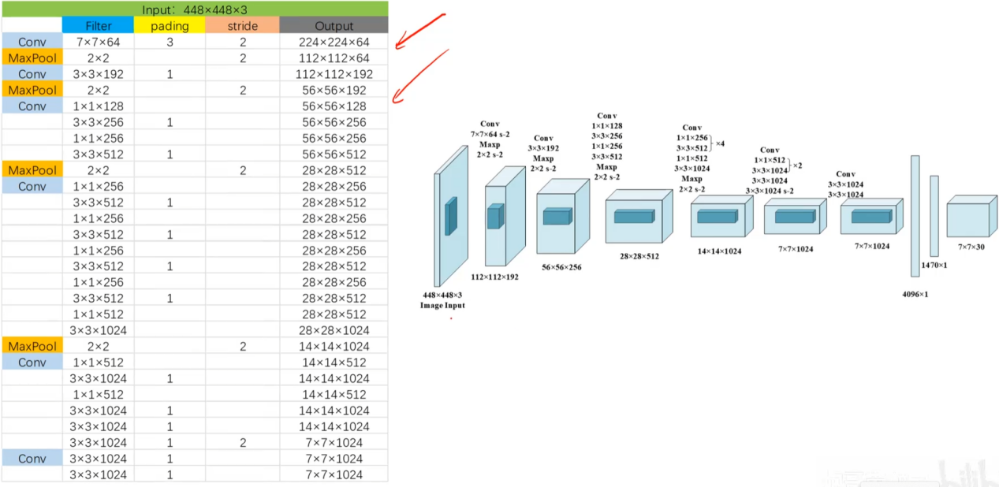 Input: 448×448×3
Filter pading stride Output
Conv 7×7×64 3 2 224×224×64
MaxPool 2×2 2 112×112×64
Conv 3×3×192 1 112×112×192
MaxPool 2×2 2 56×56×192
Conv 1×1×128 56×56×128
3×3×256 1 56×56×256
1×1×256 56×56×256
3×3×512 1 56×56×512
MaxPool 2×2 2 28×28×512
Conv 1×1×256 28×28×256
3×3×512 1 28×28×512
1×1×256 28×28×256
3×3×512 1 28×28×512
1×1×256 28×28×256
3×3×512 1 28×28×512
1×1×256 28×28×256
3×3×512 1 28×28×512
1×1×512 28×28×512
3×3×1024 28×28×1024
MaxPool 2×2 2 14×14×1024
Conv 1×1×512 14×14×512
3×3×1024 1 14×14×1024
1×1×512 14×14×512
3×3×1024 1 14×14×1024
3×3×1024 1 14×14×1024
3×3×1024 1 2 7×7×1024
Conv 3×3×1024 1 7×7×1024
3×3×1024 1 7×7×1024
Conv
7×7×64 s-2
Maxp
2×2 s-2
Conv
3×3×192
Maxp
2×2 s-2
Conv
1×1×128
3×3×256
1×1×256
3×3×512
Maxp
2×2 s-2
Conv
1×1×256
3×3×512
×4
1×1×512
3×3×1024
Maxp
2×2 s-2
Conv
1×1×512
3×3×1024
×2
3×3×1024
3×3×1024 s-2
Conv
3×3×1024
3×3×1024
448×448×3
Image Input
112×112×192
56×56×256
28×28×512
14×14×1024
7×7×1024
7×7×1024
4096×1
1470×1
7×7×30
bilibili